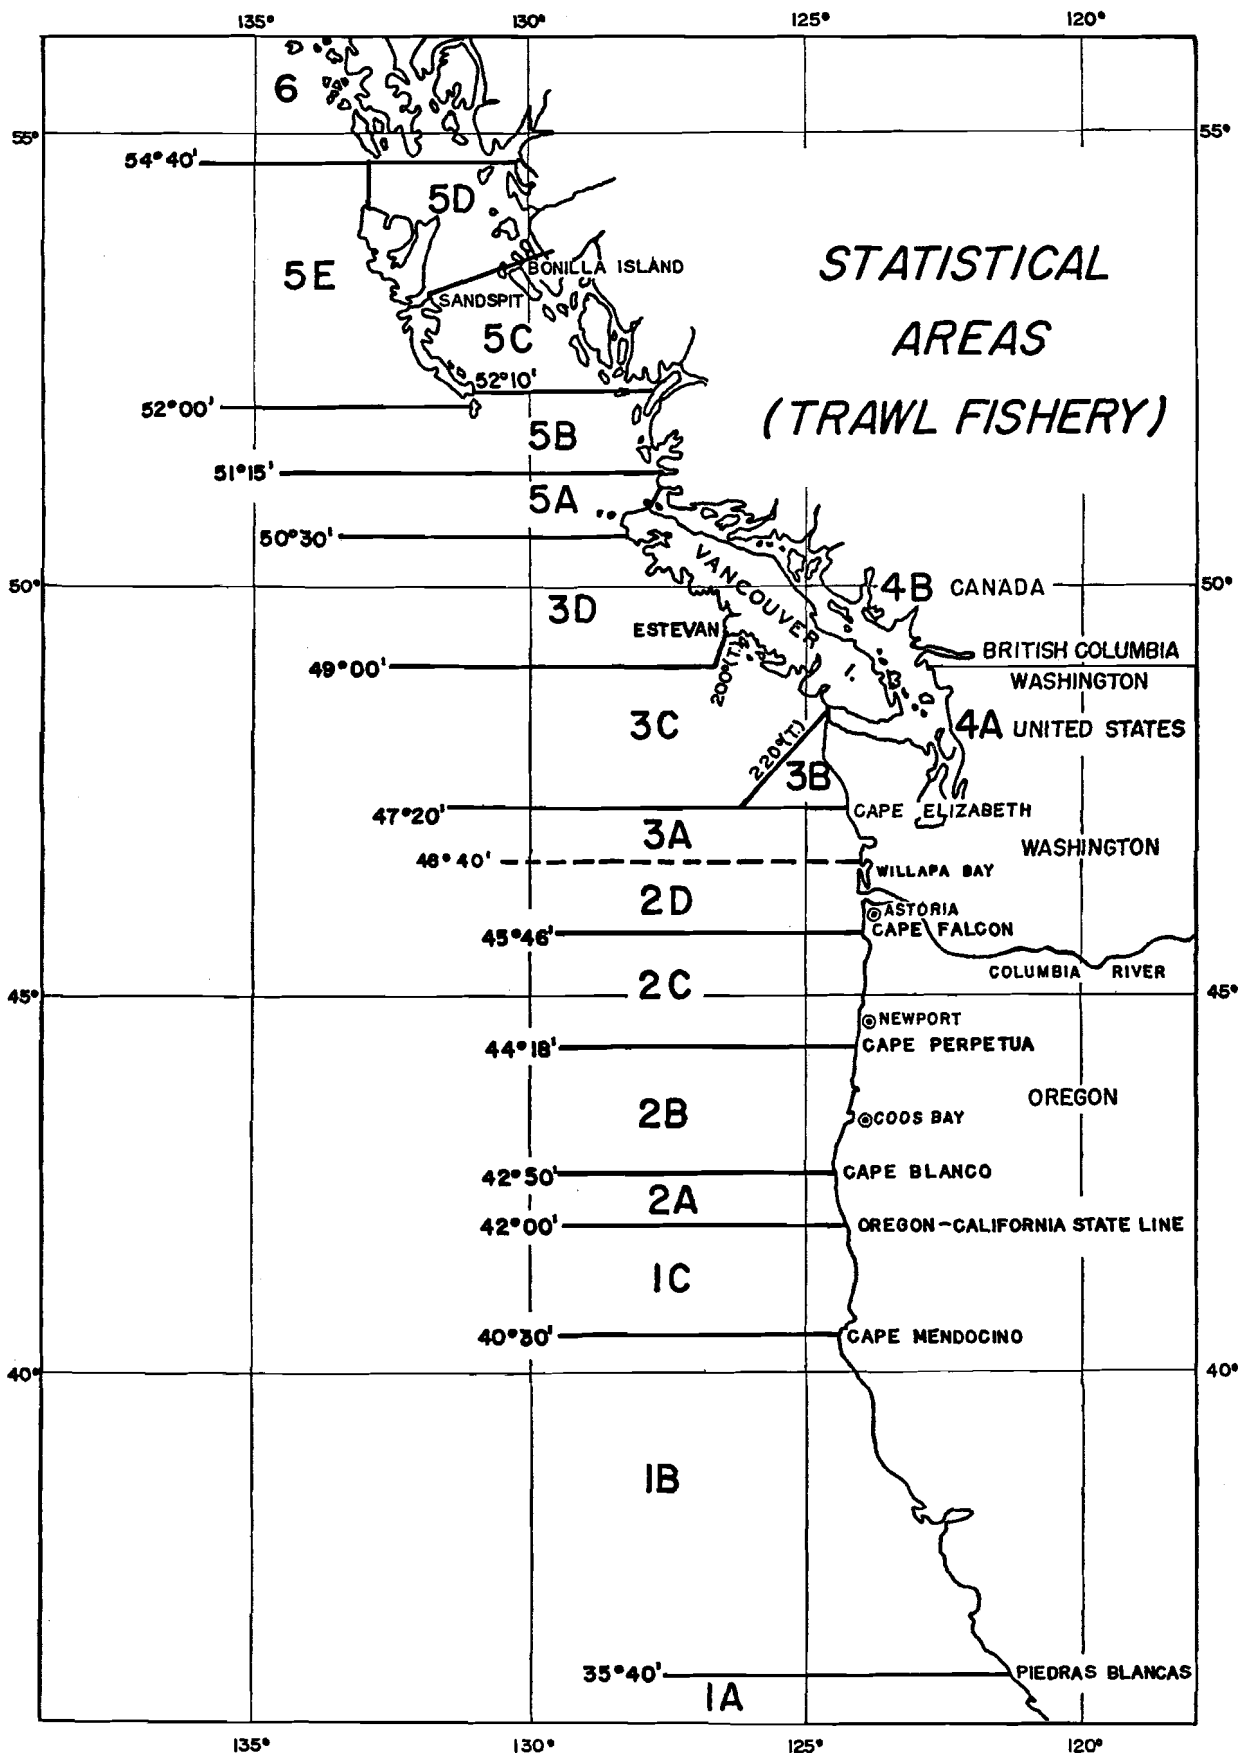 135° 130° 125° 120°
6
55° 55°
54°40'
5D
STATISTICAL
AREAS
(TRAWL FISHERY)
5E
BONILLA ISLAND
SANDSPIT
5C
52°10'
52°00'
5B
51°15'
5A
50°30'
VANCOUVER I.
50° 50°
4B CANADA
3D
ESTEVAN
BRITISH COLUMBIA
49°00'
200°(T.)
WASHINGTON
3C
4A UNITED STATES
220°(T.)
3B
47°20'
CAPE ELIZABETH
3A
WASHINGTON
46°40'
WILLAPA BAY
2D
ASTORIA
45°46'
CAPE FALCON
COLUMBIA RIVER
2C
45° 45°
NEWPORT
44°18'
CAPE PERPETUA
OREGON
2B
COOS BAY
42°50'
CAPE BLANCO
2A
42°00'
OREGON-CALIFORNIA STATE LINE
1C
40°30'
CAPE MENDOCINO
40° 40°
1B
35°40'
PIEDRAS BLANCAS
1A
135° 130° 125° 120°